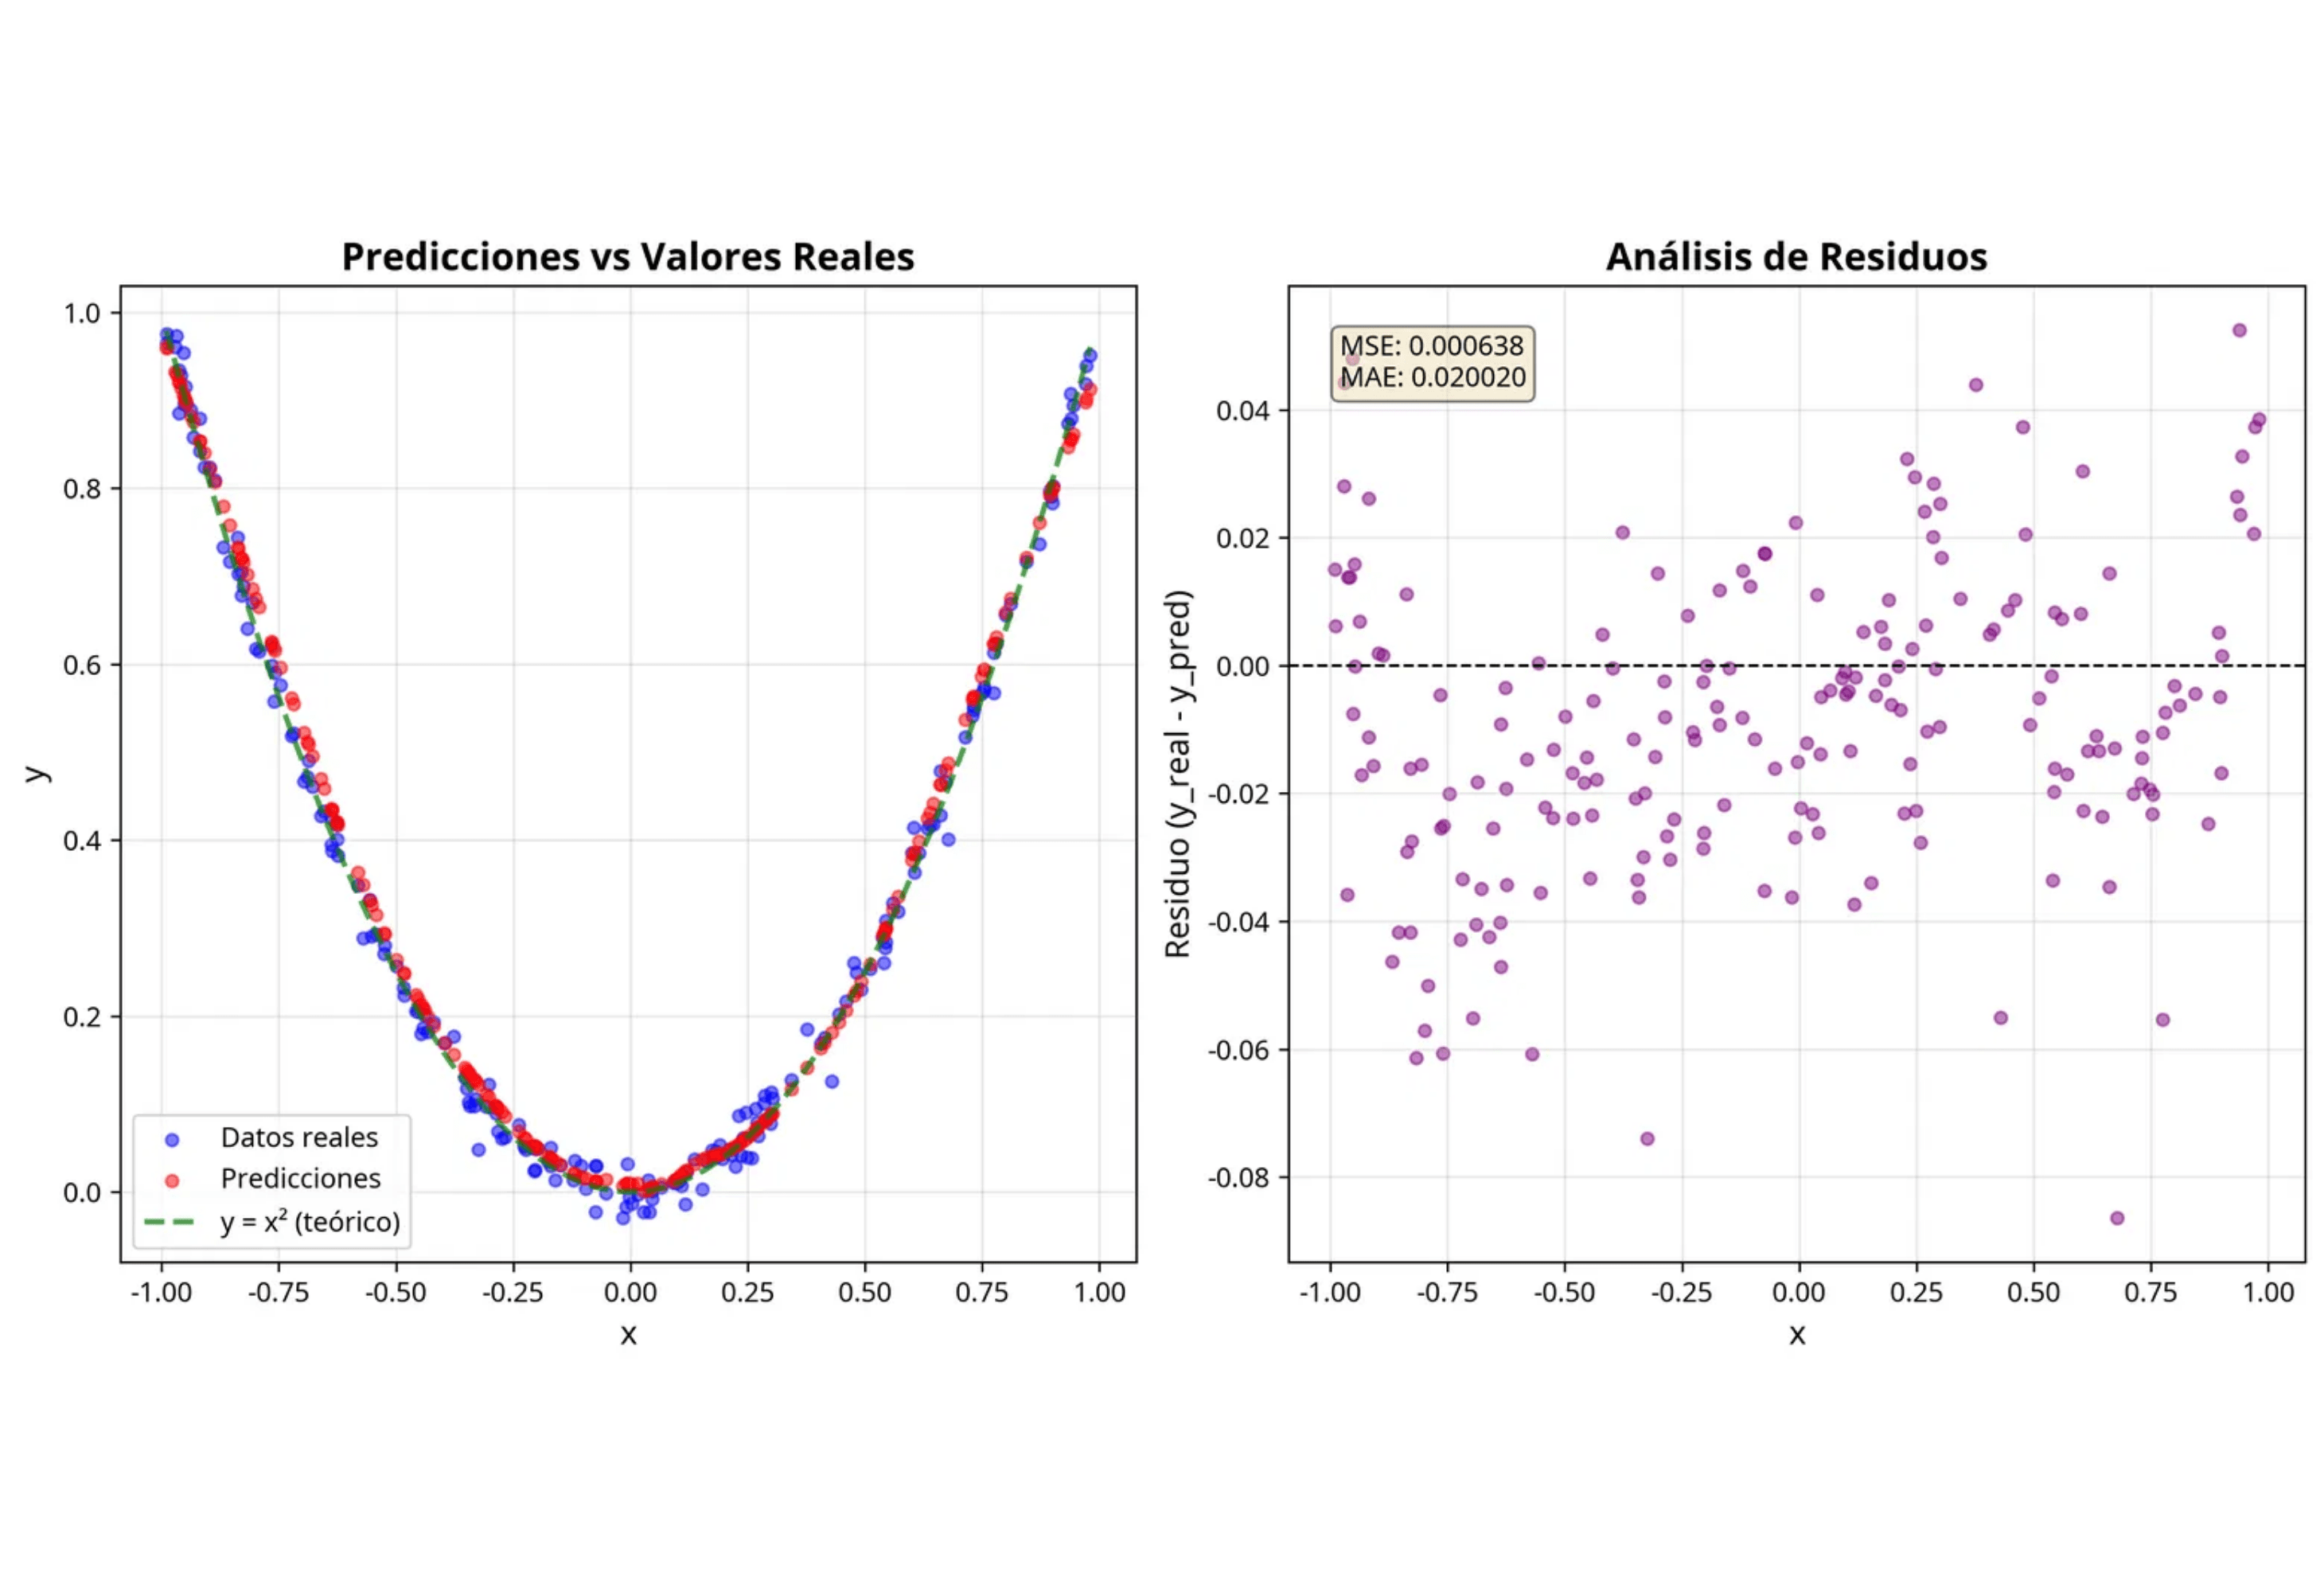 Predicciones vs Valores Reales
1.0
0.8
0.6
0.4
0.2
0.0
y
Datos reales
Predicciones
y = x² (teórico)
-1.00 -0.75 -0.50 -0.25 0.00 0.25 0.50 0.75 1.00
x
Análisis de Residuos
MSE: 0.000638
MAE: 0.020020
0.04
0.02
0.00
-0.02
-0.04
-0.06
-0.08
Residuo (y_real - y_pred)
-1.00 -0.75 -0.50 -0.25 0.00 0.25 0.50 0.75 1.00
x